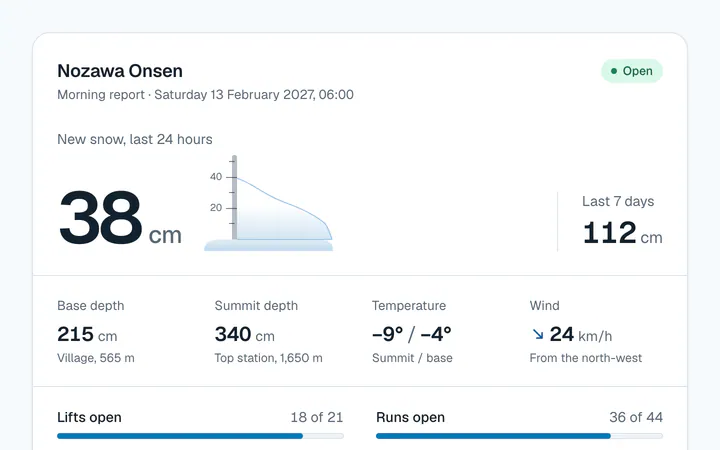 Nozawa Onsen
Open
Morning report · Saturday 13 February 2027, 06:00
New snow, last 24 hours
40
20
38 cm
Last 7 days
112 cm
Base depth
215 cm
Village, 565 m
Summit depth
340 cm
Top station, 1,650 m
Temperature
−9° / −4°
Summit / base
Wind
↘ 24 km/h
From the north-west
Lifts open
18 of 21
Runs open
36 of 44